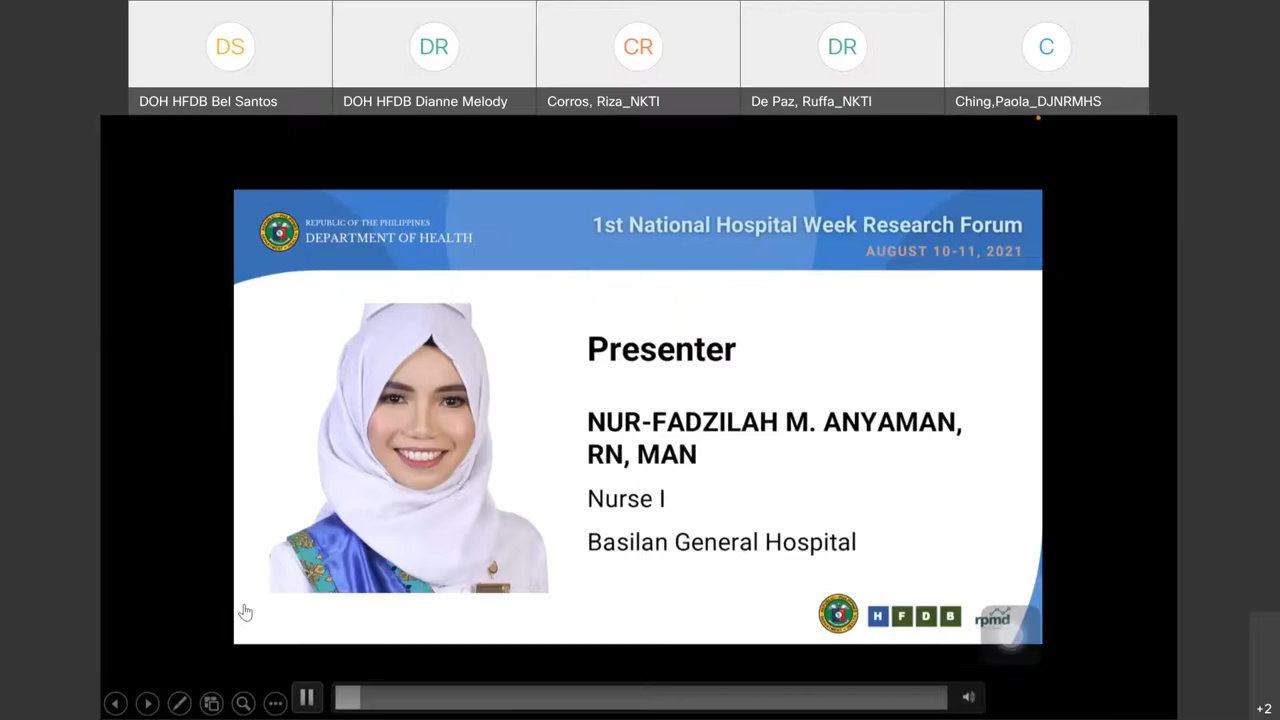 DS
DR
CR
DR
C
DOH HFDB Bel Santos
DOH HFDB Dianne Melody
Corros, Riza_NKTI
De Paz, Ruffa_NKTI
Ching,Paola_DJNRMHS
REPUBLIC OF THE PHILIPPINES
DEPARTMENT OF HEALTH
1st National Hospital Week Research Forum
AUGUST 10-11, 2021
Presenter
NUR-FADZILAH M. ANYAMAN,
RN, MAN
Nurse I
Basilan General Hospital
H F D B
rpmd
+2